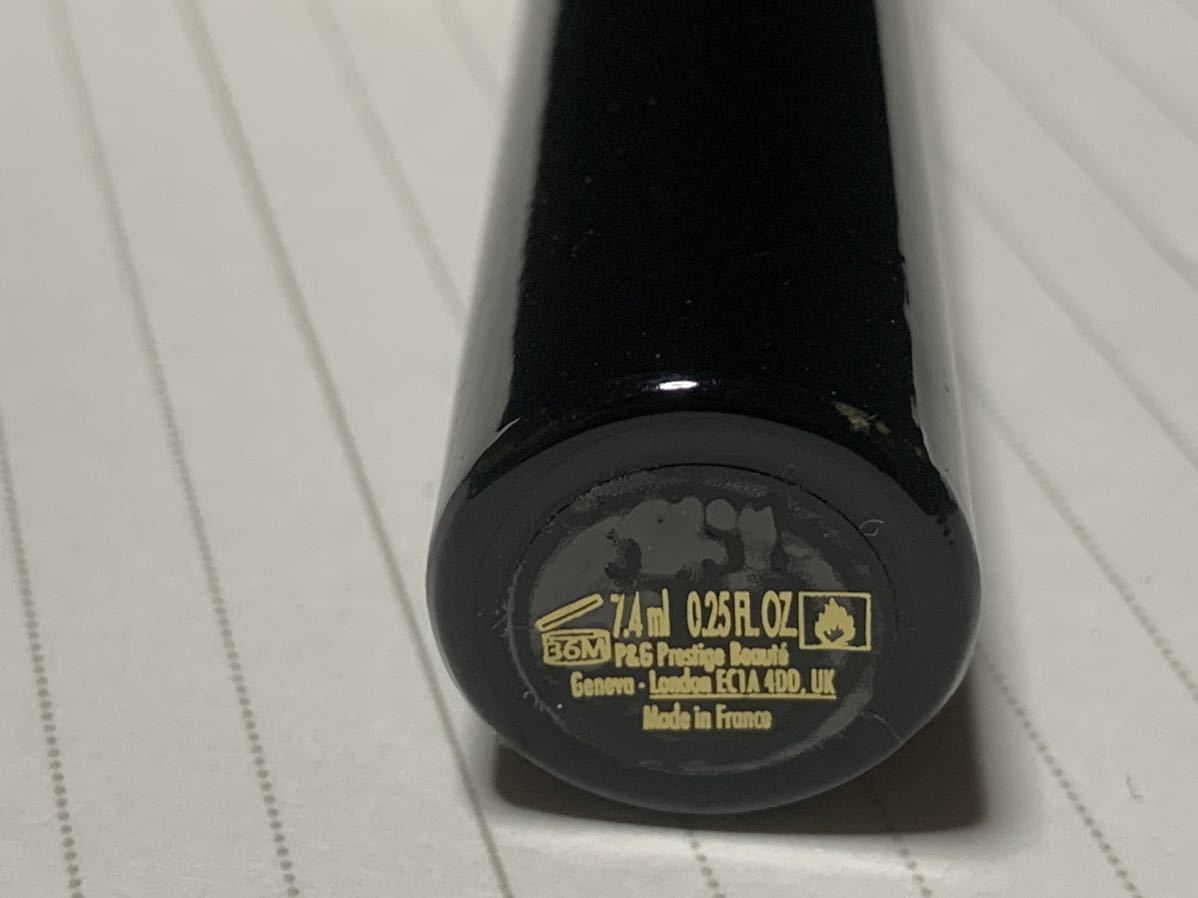 7.4 ml 0.25 FL. OZ.
36M P&G Prestige Beauté
Geneva · London EC1A 4DD, UK
Made in France